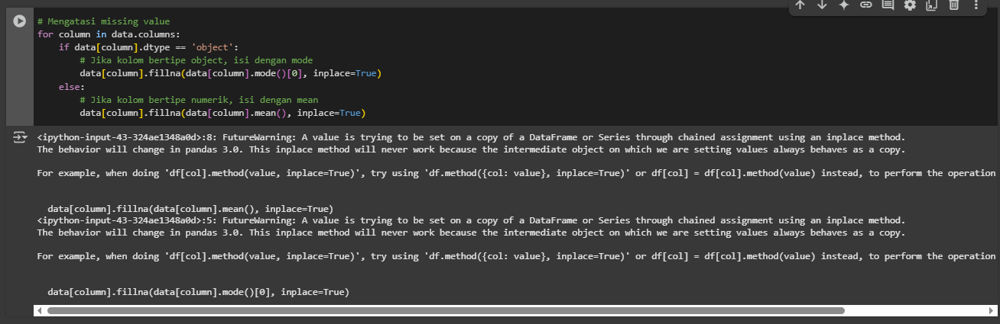 # Mengatasi missing value
for column in data.columns:
    if data[column].dtype == 'object':
        # Jika kolom bertipe object, isi dengan mode
        data[column].fillna(data[column].mode()[0], inplace=True)
    else:
        # Jika kolom bertipe numerik, isi dengan mean
        data[column].fillna(data[column].mean(), inplace=True)
<ipython-input-43-324ae1348a0d>:8: FutureWarning: A value is trying to be set on a copy of a DataFrame or Series through chained assignment using an inplace method.
The behavior will change in pandas 3.0. This inplace method will never work because the intermediate object on which we are setting values always behaves as a copy.
For example, when doing 'df[col].method(value, inplace=True)', try using 'df.method({col: value}, inplace=True)' or df[col] = df[col].method(value) instead, to perform the operation
  data[column].fillna(data[column].mean(), inplace=True)
<ipython-input-43-324ae1348a0d>:5: FutureWarning: A value is trying to be set on a copy of a DataFrame or Series through chained assignment using an inplace method.
The behavior will change in pandas 3.0. This inplace method will never work because the intermediate object on which we are setting values always behaves as a copy.
For example, when doing 'df[col].method(value, inplace=True)', try using 'df.method({col: value}, inplace=True)' or df[col] = df[col].method(value) instead, to perform the operation
  data[column].fillna(data[column].mode()[0], inplace=True)